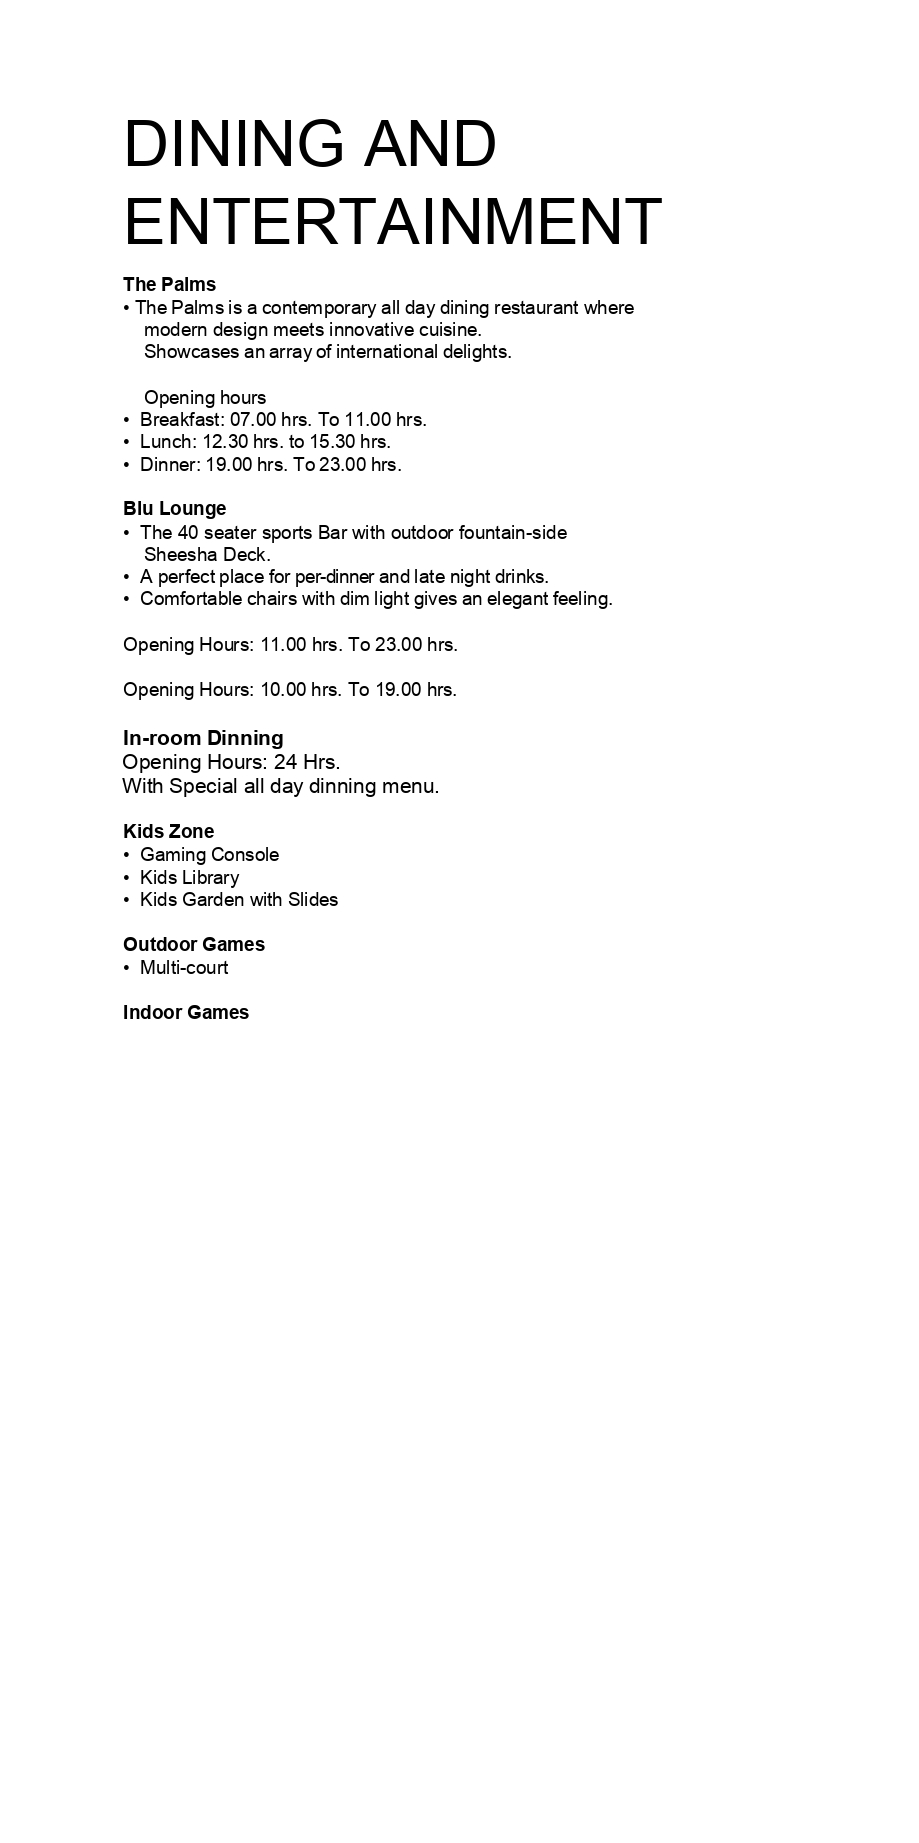 DINING AND
ENTERTAINMENT
The Palms
• The Palms is a contemporary all day dining restaurant where
modern design meets innovative cuisine.
Showcases an array of international delights.
Opening hours
• Breakfast: 07.00 hrs. To 11.00 hrs.
• Lunch: 12.30 hrs. to 15.30 hrs.
• Dinner: 19.00 hrs. To 23.00 hrs.
Blu Lounge
• The 40 seater sports Bar with outdoor fountain-side
Sheesha Deck.
• A perfect place for per-dinner and late night drinks.
• Comfortable chairs with dim light gives an elegant feeling.
Opening Hours: 11.00 hrs. To 23.00 hrs.
Opening Hours: 10.00 hrs. To 19.00 hrs.
In-room Dinning
Opening Hours: 24 Hrs.
With Special all day dinning menu.
Kids Zone
• Gaming Console
• Kids Library
• Kids Garden with Slides
Outdoor Games
• Multi-court
Indoor Games